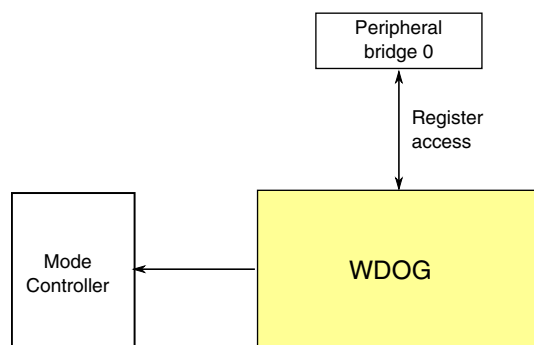 Peripheral
bridge 0
Register
access
Mode
Controller
WDOG